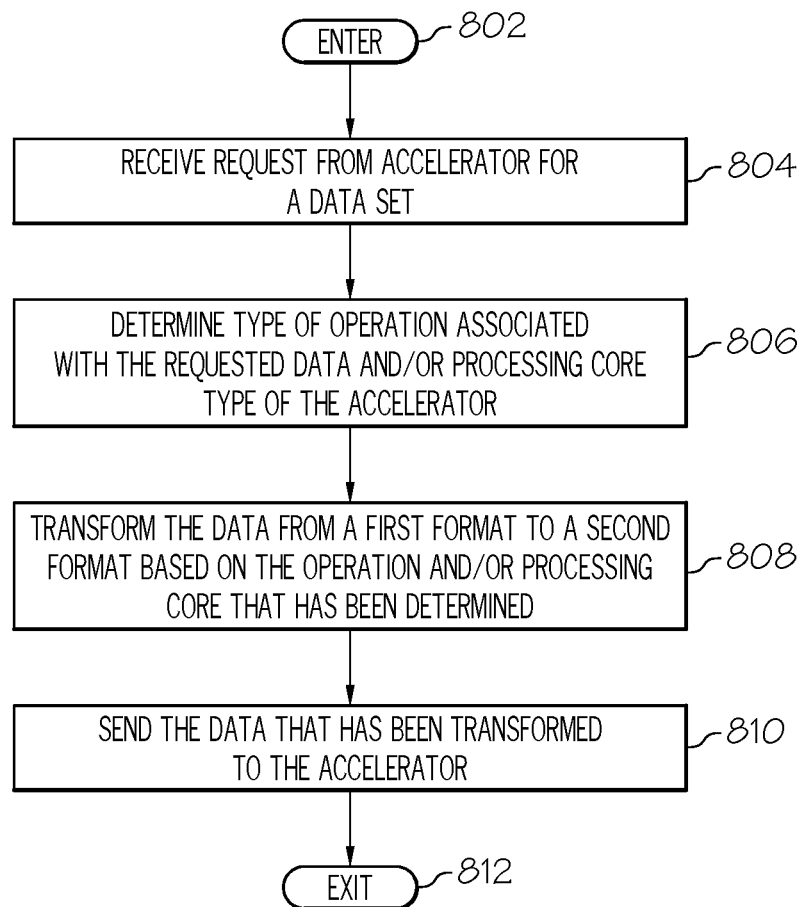 ENTER
802
RECEIVE REQUEST FROM ACCELERATOR FOR
A DATA SET
804
DETERMINE TYPE OF OPERATION ASSOCIATED
WITH THE REQUESTED DATA AND/OR PROCESSING CORE
TYPE OF THE ACCELERATOR
806
TRANSFORM THE DATA FROM A FIRST FORMAT TO A SECOND
FORMAT BASED ON THE OPERATION AND/OR PROCESSING
CORE THAT HAS BEEN DETERMINED
808
SEND THE DATA THAT HAS BEEN TRANSFORMED
TO THE ACCELERATOR
810
EXIT
812